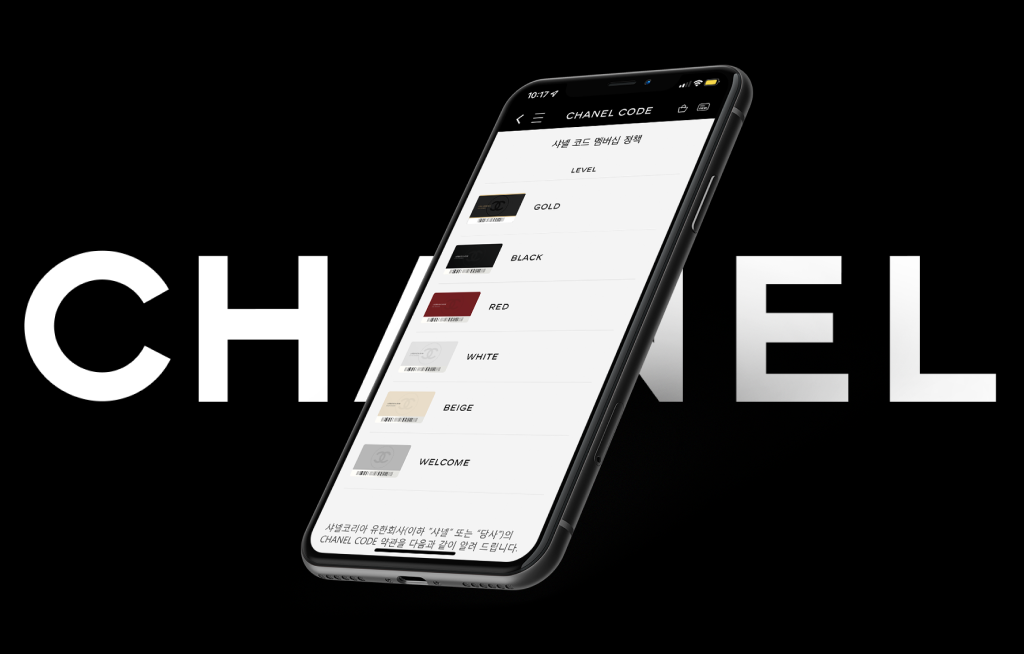 CHANEL
10:17
CHANEL CODE
샤넬 코드 멤버십 정책
LEVEL
GOLD
BLACK
RED
WHITE
BEIGE
WELCOME
샤넬코리아 유한회사(이하 "샤넬" 또는 "당사")의
CHANEL CODE 약관을 다음과 같이 알려 드립니다.